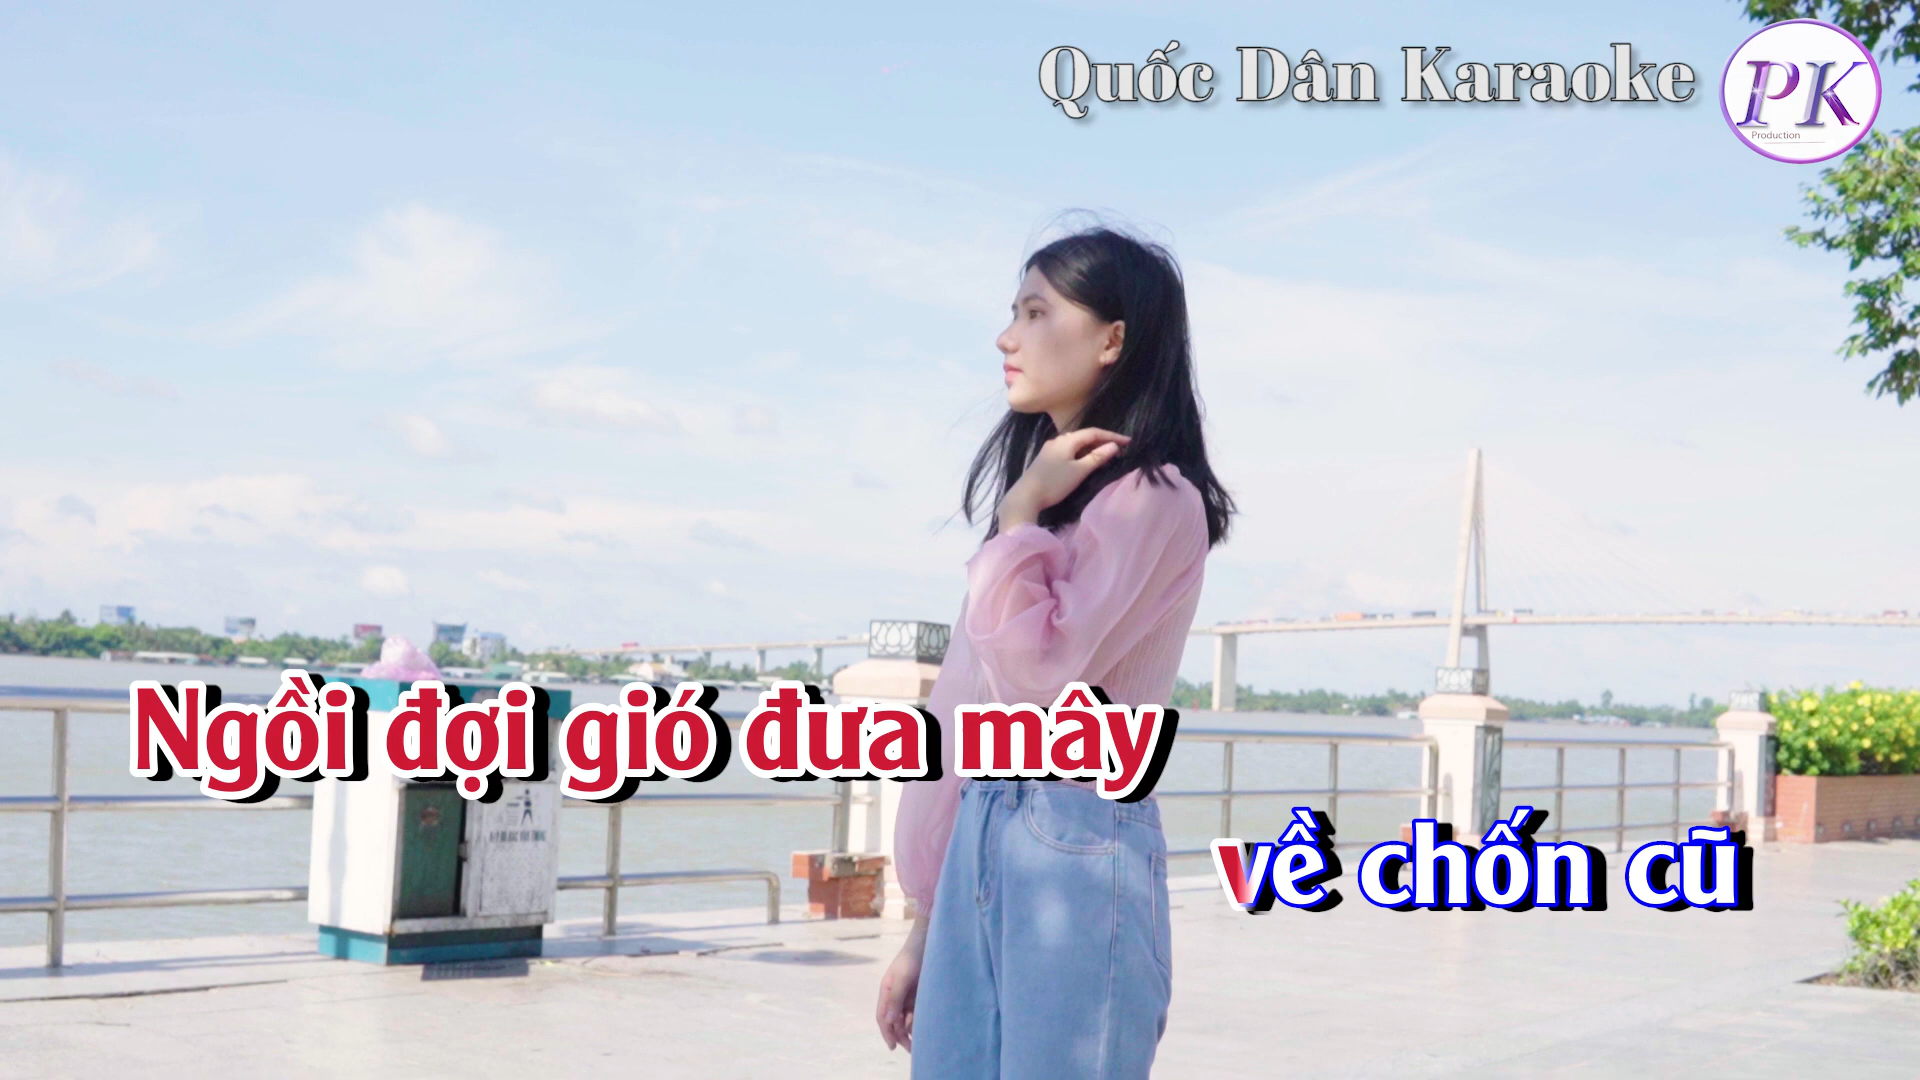 Quốc Dân Karaoke
PK
Production
Ngồi đợi gió đưa mây
về chốn cũ